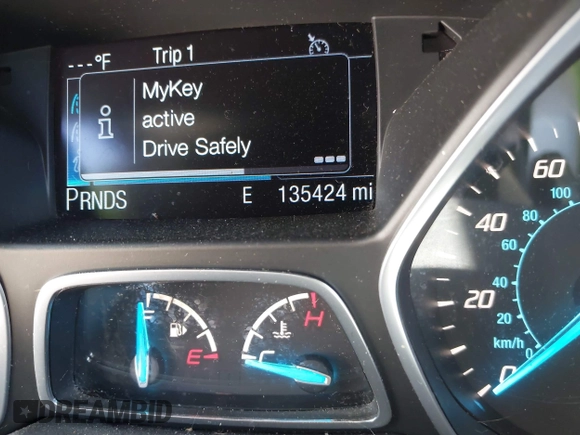 ---°F Trip 1
MyKey
active
Drive Safely
PRNDS E 135424 mi
F E
C H
60
40
20
0
100
80
60
40
20
0
km/h
DREAMBID